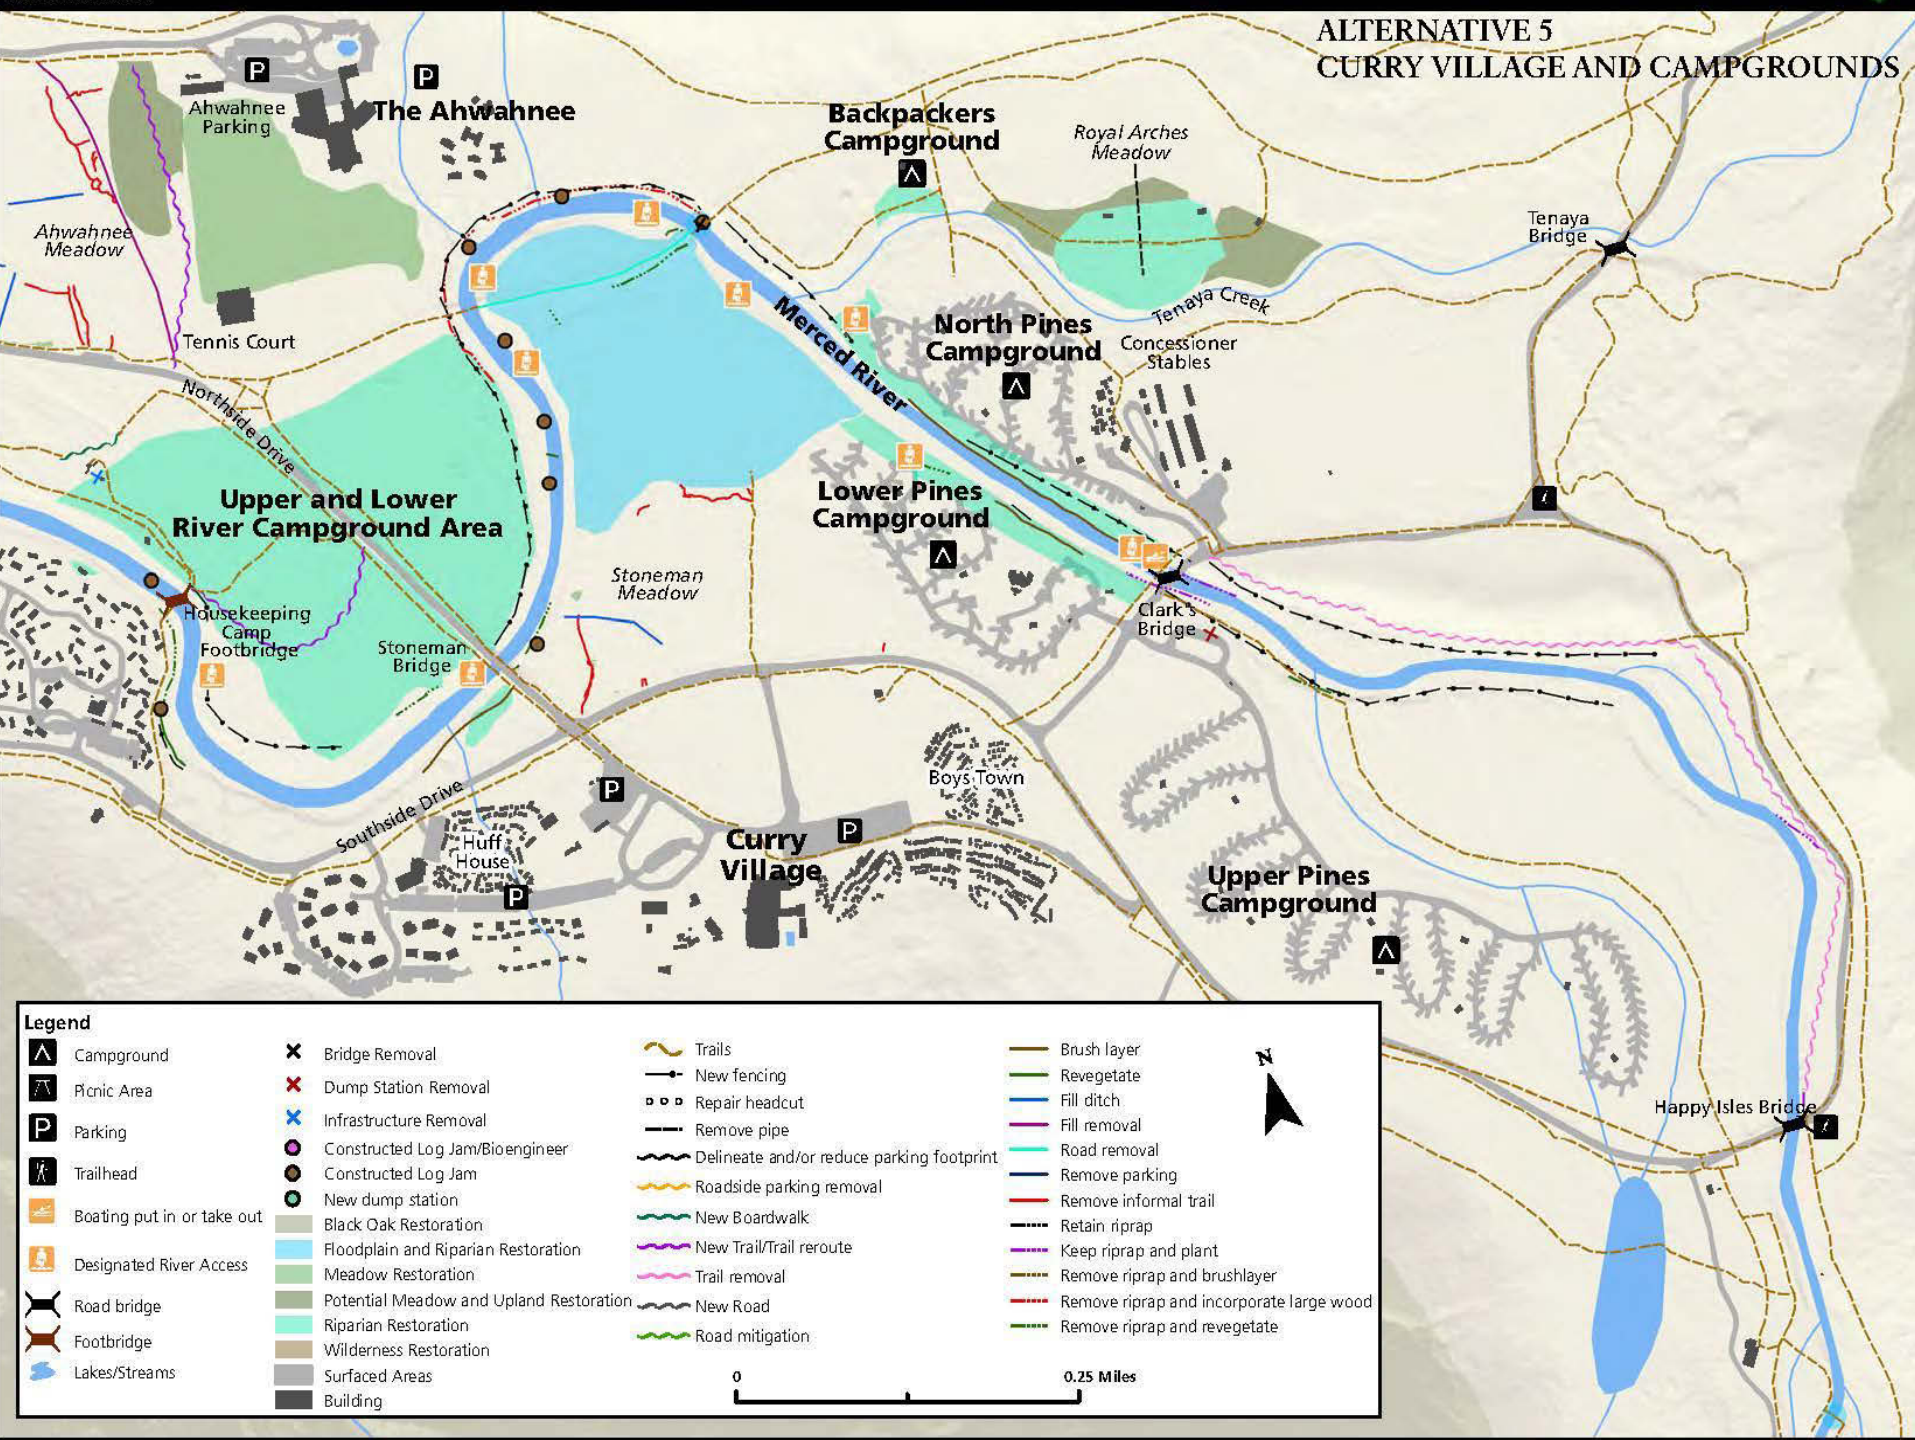 ALTERNATIVE 5
CURRY VILLAGE AND CAMPGROUNDS
P
P
Ahwahnee
Parking
The Ahwahnee
Backpackers
Campground
Royal Arches
Meadow
Tenaya
Bridge
Ahwahnee
Meadow
Tennis Court
Merced River
Tenaya Creek
North Pines
Campground
Concessioner
Stables
Northside Drive
Upper and Lower
River Campground Area
Lower Pines
Campground
Stoneman
Meadow
Housekeeping
Camp
Footbridge
Stoneman
Bridge
Clark's
Bridge
Boys Town
P
Southside Drive
Huff
House
P
Curry
Village
P
Upper Pines
Campground
Happy Isles Bridge
Legend
Campground
Picnic Area
P
Parking
Trailhead
Boating put in or take out
Designated River Access
Road bridge
Footbridge
Lakes/Streams
Bridge Removal
Dump Station Removal
Infrastructure Removal
Constructed Log Jam/Bioengineer
Constructed Log Jam
New dump station
Black Oak Restoration
Floodplain and Riparian Restoration
Meadow Restoration
Potential Meadow and Upland Restoration
Riparian Restoration
Wilderness Restoration
Surfaced Areas
Building
Trails
New fencing
Repair headcut
Remove pipe
Delineate and/or reduce parking footprint
Roadside parking removal
New Boardwalk
New Trail/Trail reroute
Trail removal
New Road
Road mitigation
Brush layer
Revegetate
Fill ditch
Fill removal
Road removal
Remove parking
Remove informal trail
Retain riprap
Keep riprap and plant
Remove riprap and brushlayer
Remove riprap and incorporate large wood
Remove riprap and revegetate
N
0
0.25 Miles